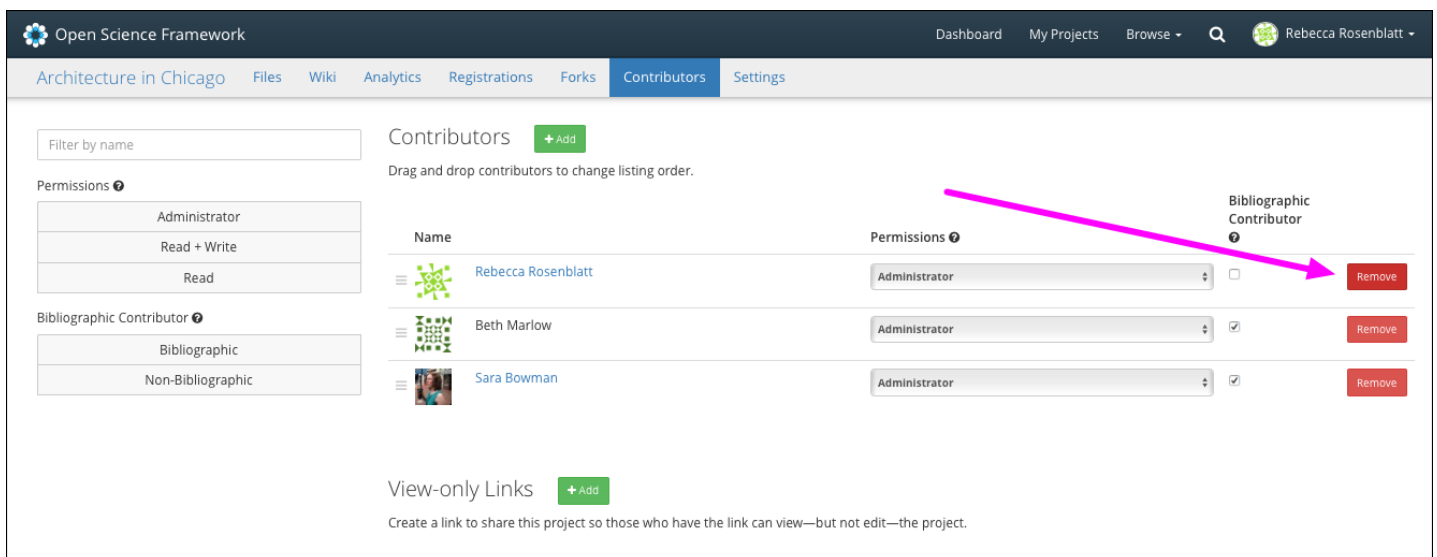 Open Science Framework
Dashboard My Projects Browse Rebecca Rosenblatt
Architecture in Chicago Files Wiki Analytics Registrations Forks Contributors Settings
Filter by name
Permissions
Administrator
Read + Write
Read
Bibliographic Contributor
Bibliographic
Non-Bibliographic
Contributors + Add
Drag and drop contributors to change listing order.
Name Permissions Bibliographic
Contributor
Rebecca Rosenblatt Administrator Remove
Beth Marlow Administrator Remove
Sara Bowman Administrator Remove
View-only Links + Add
Create a link to share this project so those who have the link can view—but not edit—the project.